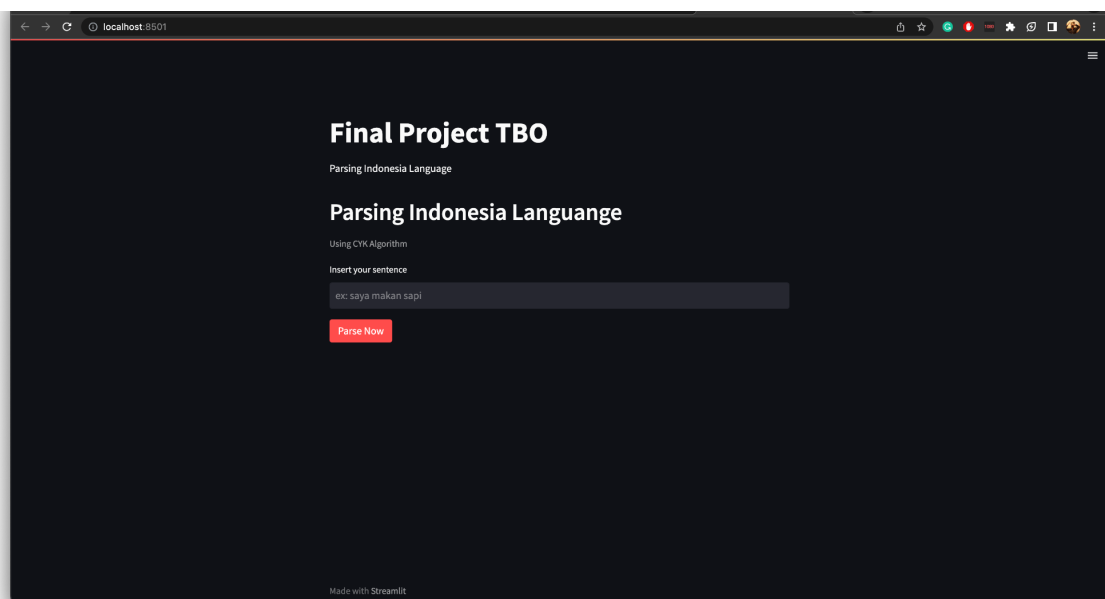 localhost:8501
Final Project TBO
Parsing Indonesia Language
Parsing Indonesia Languange
Using CYK Algorithm
Insert your sentence
ex: saya makan sapi
Parse Now
Made with Streamlit